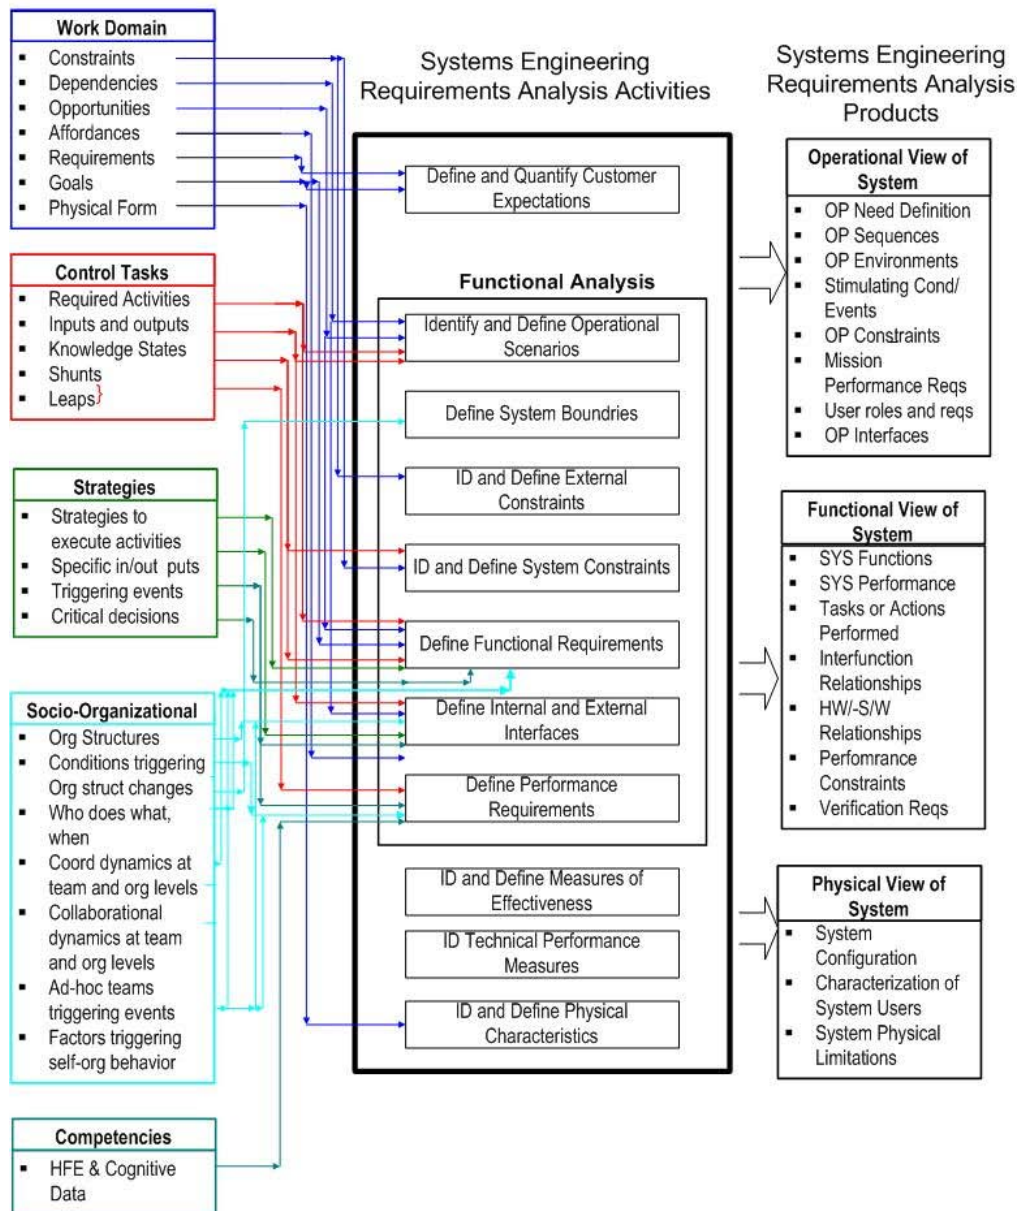 Work Domain
▪ Constraints
▪ Dependencies
▪ Opportunities
▪ Affordances
▪ Requirements
▪ Goals
▪ Physical Form
Control Tasks
▪ Required Activities
▪ Inputs and outputs
▪ Knowledge States
▪ Shunts
▪ Leaps}
Strategies
▪ Strategies to
execute activities
▪ Specific in/out puts
▪ Triggering events
▪ Critical decisions
Socio-Organizational
▪ Org Structures
▪ Conditions triggering
Org struct changes
▪ Who does what,
when
▪ Coord dynamics at
team and org levels
▪ Collaborational
dynamics at team
and org levels
▪ Ad-hoc teams
triggering events
▪ Factors triggering
self-org behavior
Competencies
▪ HFE & Cognitive
Data
Systems Engineering
Requirements Analysis Activities
Define and Quantify Customer
Expectations
Functional Analysis
Identify and Define Operational
Scenarios
Define System Boundries
ID and Define External
Constraints
ID and Define System Constraints
Define Functional Requirements
Define Internal and External
Interfaces
Define Performance
Requirements
ID and Define Measures of
Effectiveness
ID Technical Performance
Measures
ID and Define Physical
Characteristics
Systems Engineering
Requirements Analysis
Products
Operational View of
System
▪ OP Need Definition
▪ OP Sequences
▪ OP Environments
▪ Stimulating Cond/
Events
▪ OP Constraints
▪ Mission
Performance Reqs
▪ User roles and reqs
▪ OP Interfaces
Functional View of
System
▪ SYS Functions
▪ SYS Performance
▪ Tasks or Actions
Performed
▪ Interfunction
Relationships
▪ HW/-S/W
Relationships
▪ Perfomrance
Constraints
▪ Verification Reqs
Physical View of
System
▪ System
Configuration
▪ Characterization of
System Users
▪ System Physical
Limitations